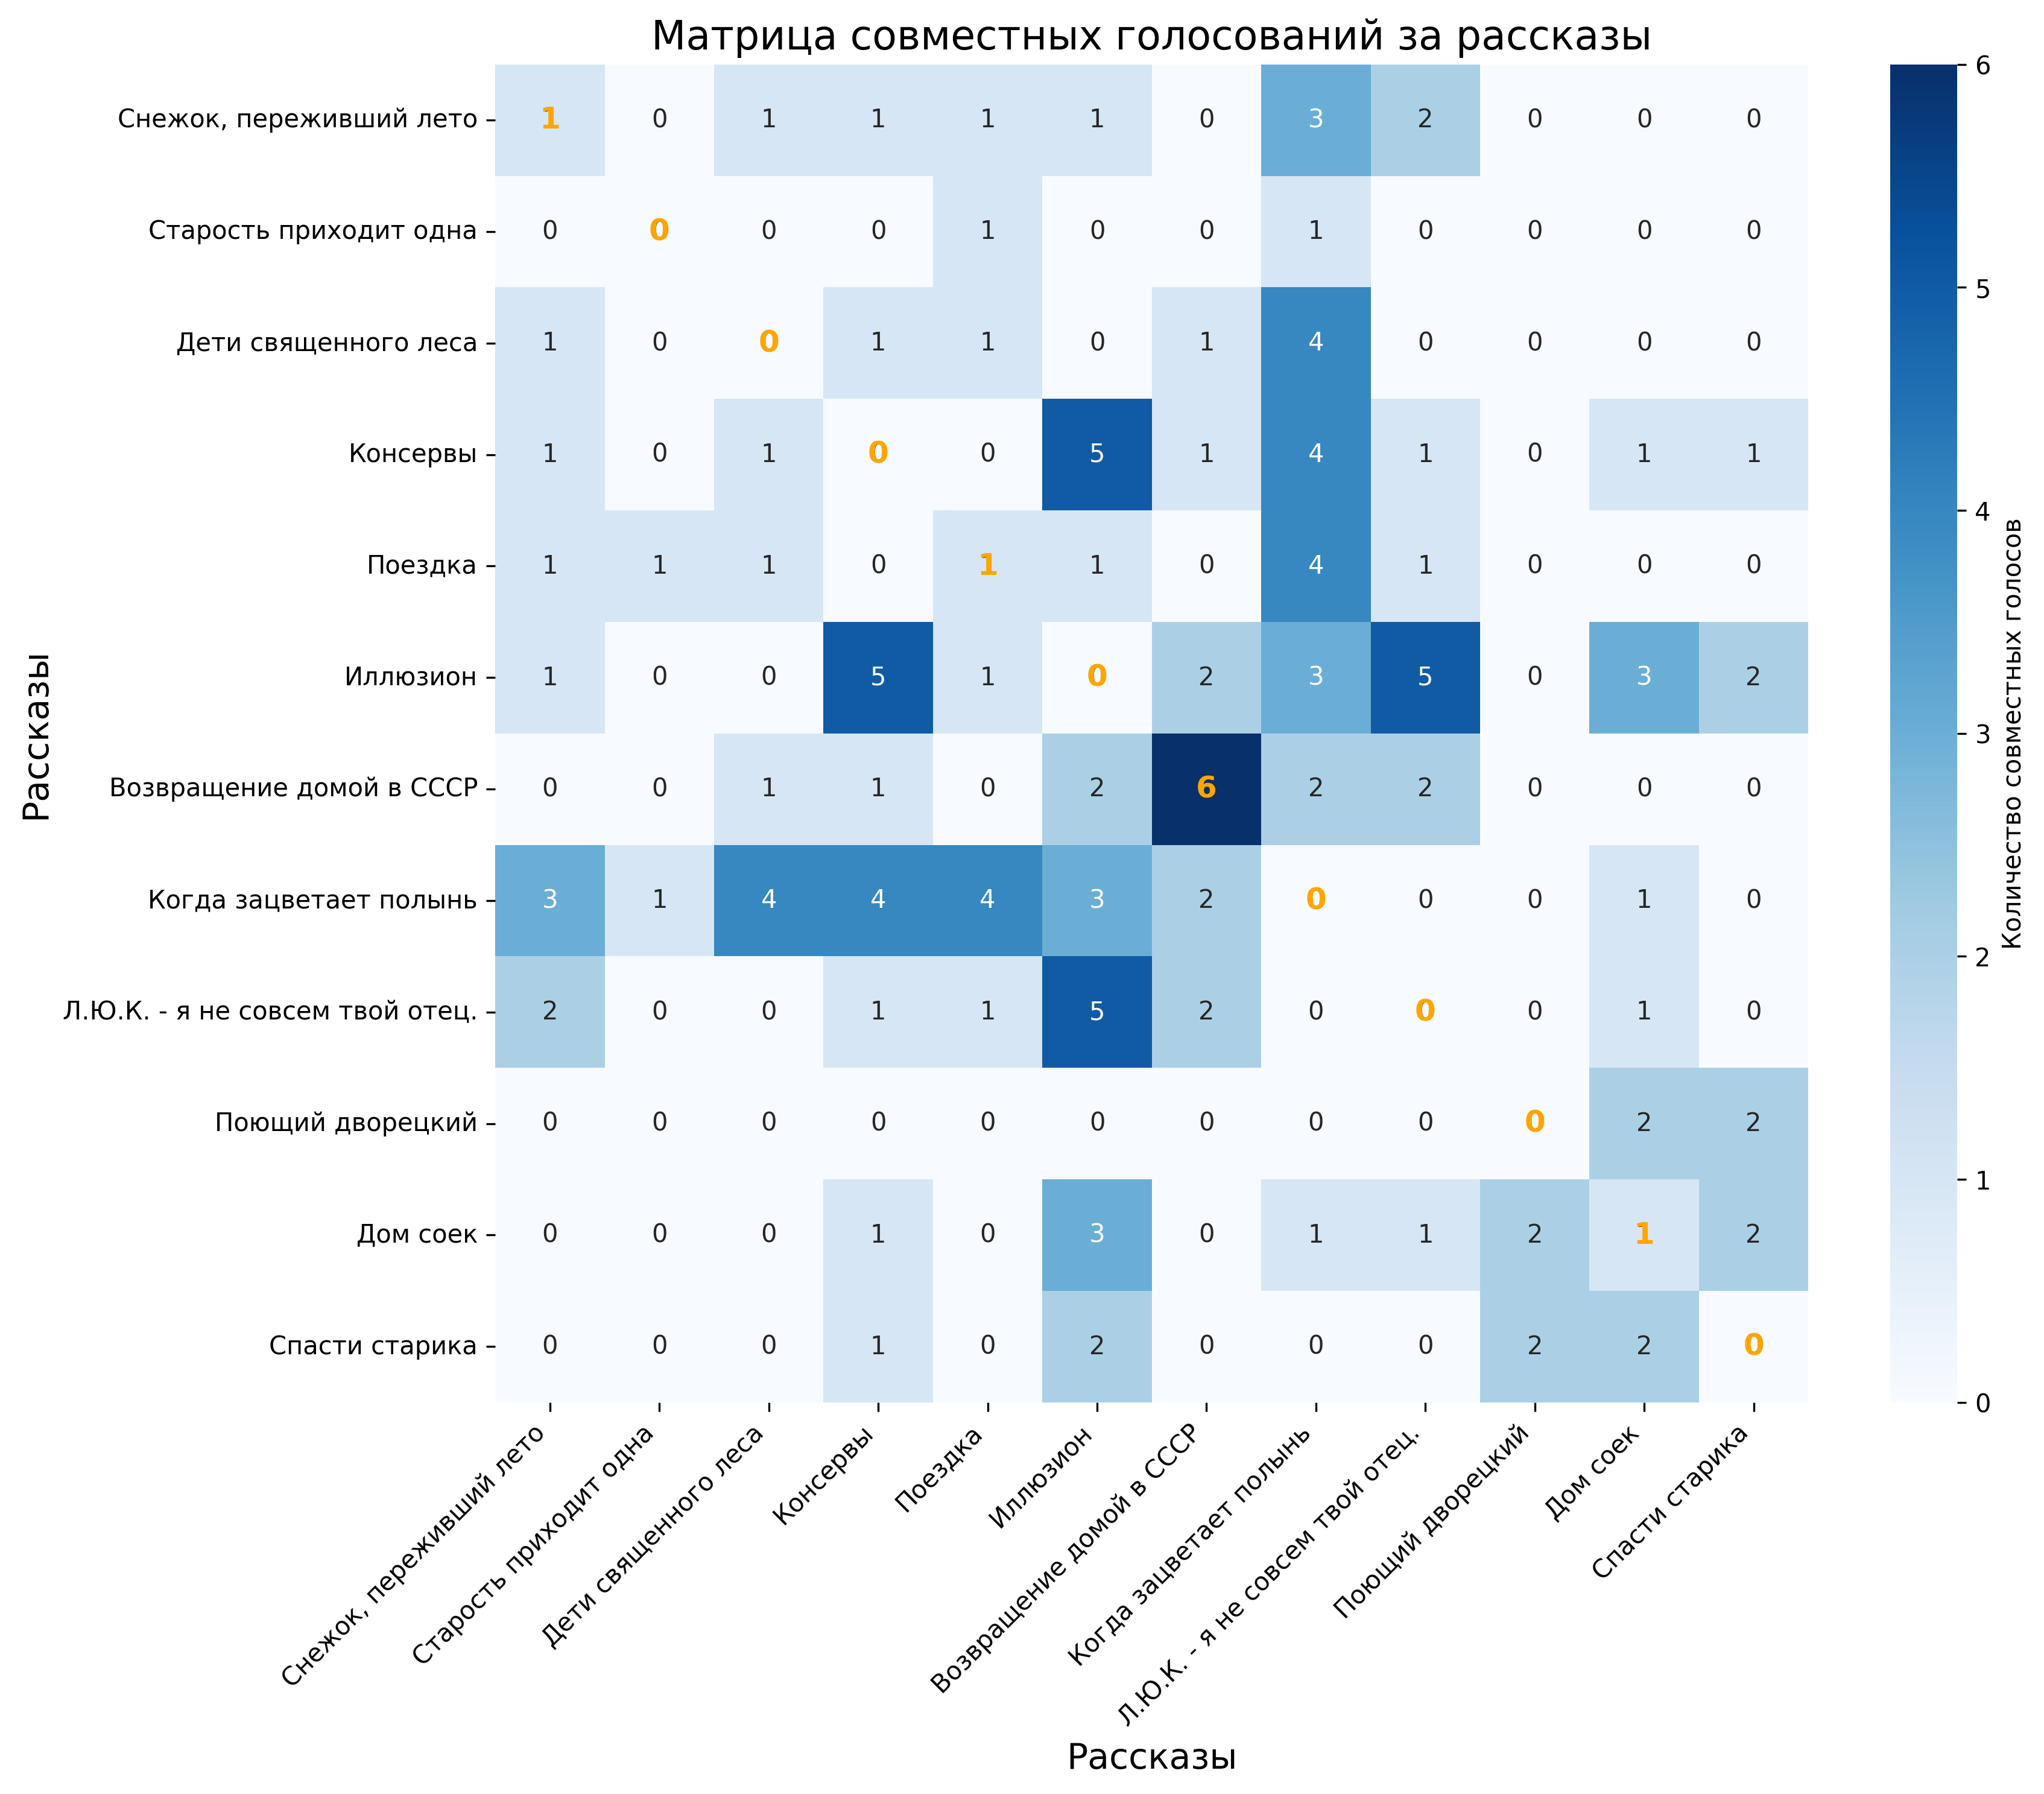 Матрица совместных голосований за рассказы
Снежок, переживший лето 1 0 1 1 1 1 0 3 2 0 0 0
Старость приходит одна 0 0 0 0 1 0 0 1 0 0 0 0
Дети священного леса 1 0 0 1 1 0 1 4 0 0 0 0
Консервы 1 0 1 0 0 5 1 4 1 0 1 1
Поездка 1 1 1 0 1 1 0 4 1 0 0 0
Иллюзион 1 0 0 5 1 0 2 3 5 0 3 2
Возвращение домой в СССР 0 0 1 1 0 2 6 2 2 0 0 0
Когда зацветает полынь 3 1 4 4 4 3 2 0 0 0 1 0
Л.Ю.К. - я не совсем твой отец. 2 0 0 1 1 5 2 0 0 0 1 0
Поющий дворецкий 0 0 0 0 0 0 0 0 0 0 2 2
Дом соек 0 0 0 1 0 3 0 1 1 2 1 2
Спасти старика 0 0 0 1 0 2 0 0 0 2 2 0
Рассказы
Снежок, переживший лето
Старость приходит одна
Дети священного леса
Консервы
Поездка
Иллюзион
Возвращение домой в СССР
Когда зацветает полынь
Л.Ю.К. - я не совсем твой отец.
Поющий дворецкий
Дом соек
Спасти старика
Рассказы
6
5
4
3
2
1
0
Количество совместных голосов